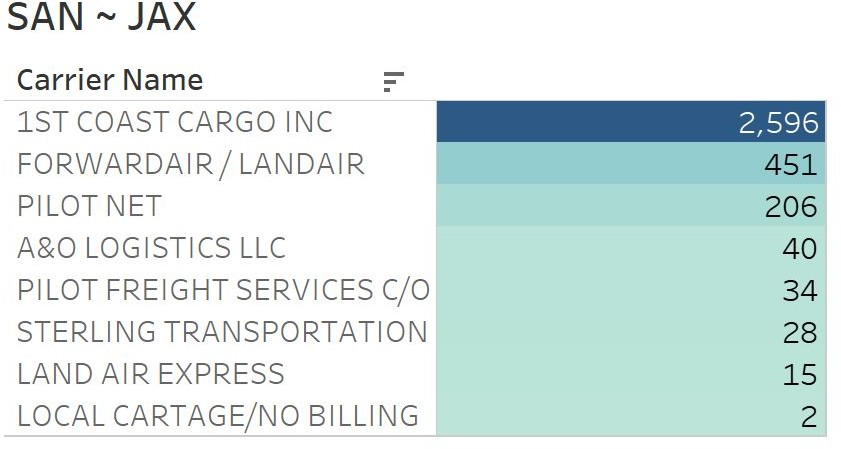 SAN ~ JAX
Carrier Name
1ST COAST CARGO INC 2,596
FORWARDAIR / LANDAIR 451
PILOT NET 206
A&O LOGISTICS LLC 40
PILOT FREIGHT SERVICES C/O 34
STERLING TRANSPORTATION 28
LAND AIR EXPRESS 15
LOCAL CARTAGE/NO BILLING 2